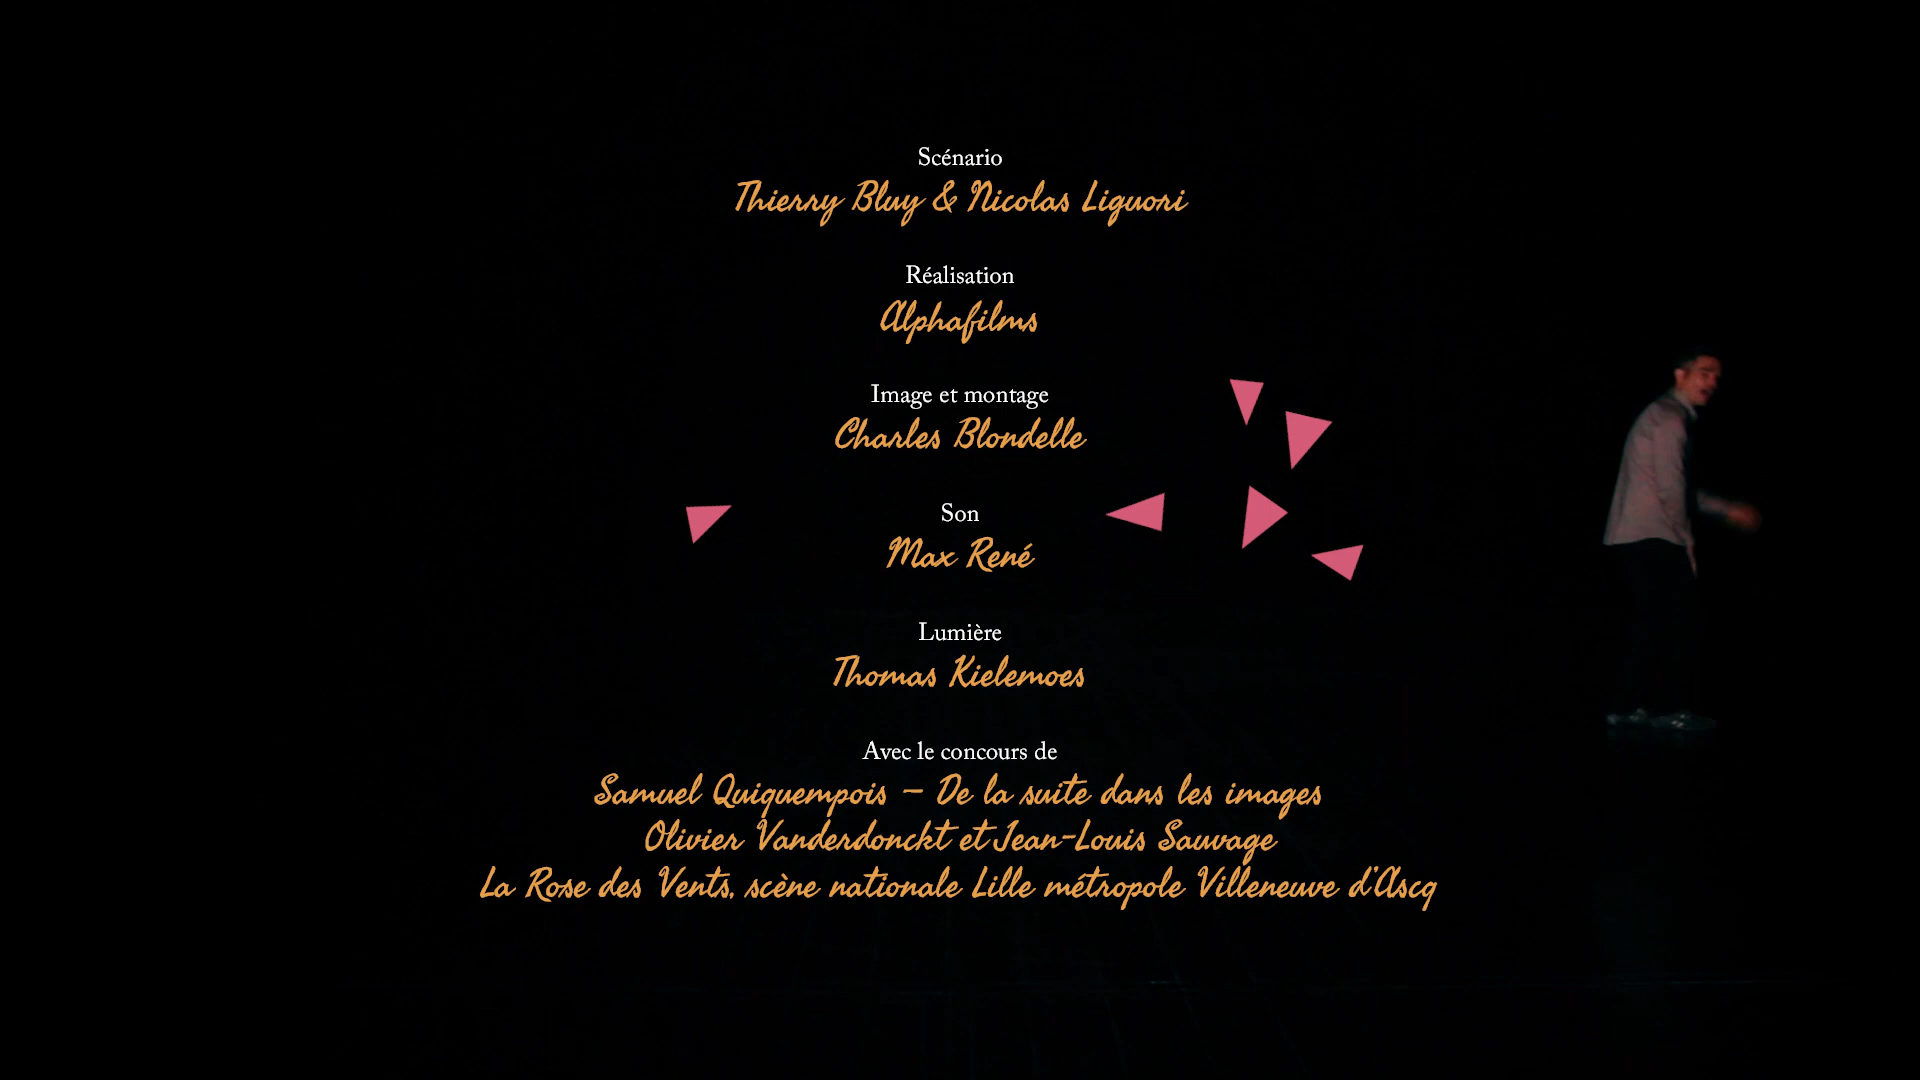 Scénario
Thierry Bluy & Nicolas Liguori
Réalisation
Alphafilms
Image et montage
Charles Blondelle
Son
Max René
Lumière
Thomas Kielemoes
Avec le concours de
Samuel Quiquempois – De la suite dans les images
Olivier Vanderdonckt et Jean-Louis Sauvage
La Rose des Vents, scène nationale Lille métropole Villeneuve d'Ascq